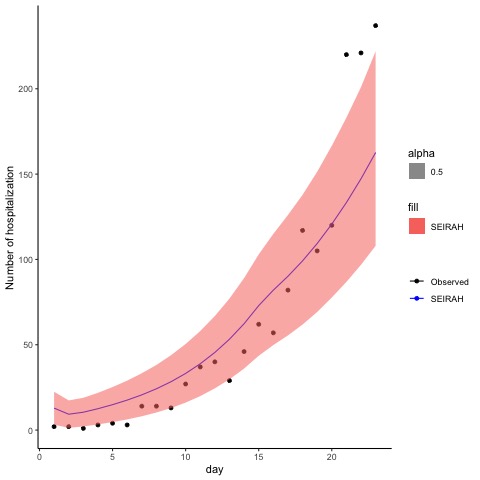 Number of hospitalization
200
150
100
50
0
0 5 10 15 20
day
alpha
0.5
fill
SEIRAH
Observed
SEIRAH